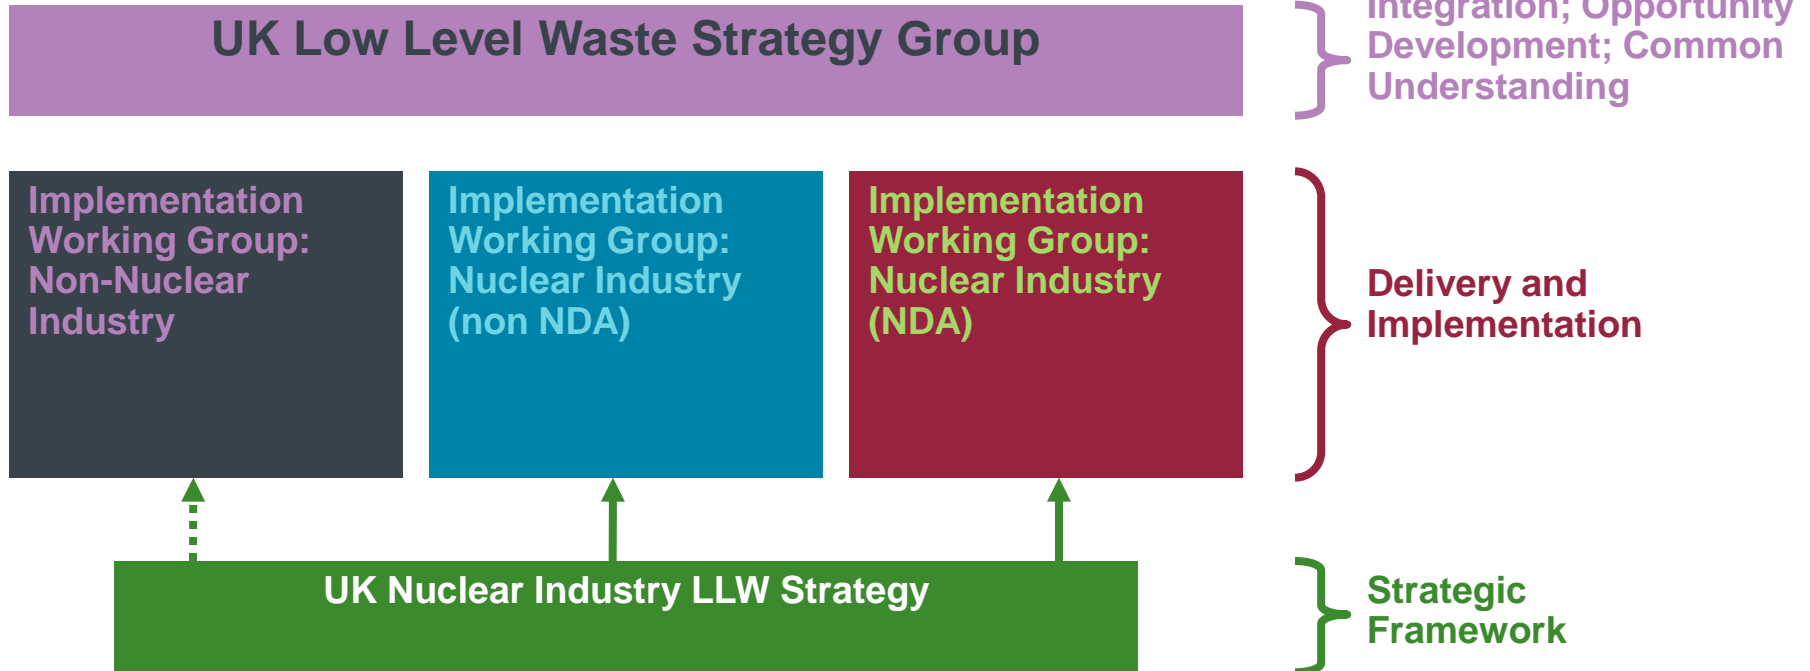 UK Low Level Waste Strategy Group
Integration; Opportunity
Development; Common
Understanding
Implementation
Working Group:
Non-Nuclear
Industry
Implementation
Working Group:
Nuclear Industry
(non NDA)
Implementation
Working Group:
Nuclear Industry
(NDA)
Delivery and
Implementation
UK Nuclear Industry LLW Strategy
Strategic
Framework